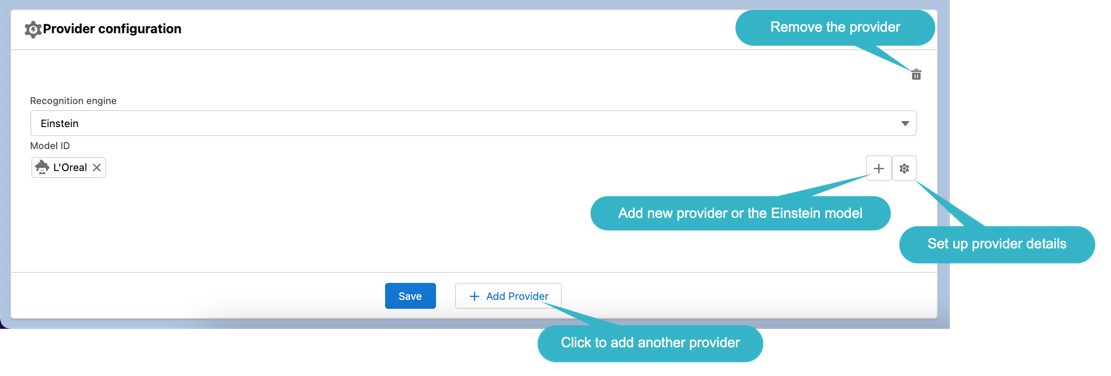 Provider configuration
Remove the provider
Recognition engine
Einstein
Model ID
L'Oreal
Add new provider or the Einstein model
Set up provider details
Save
Add Provider
Click to add another provider